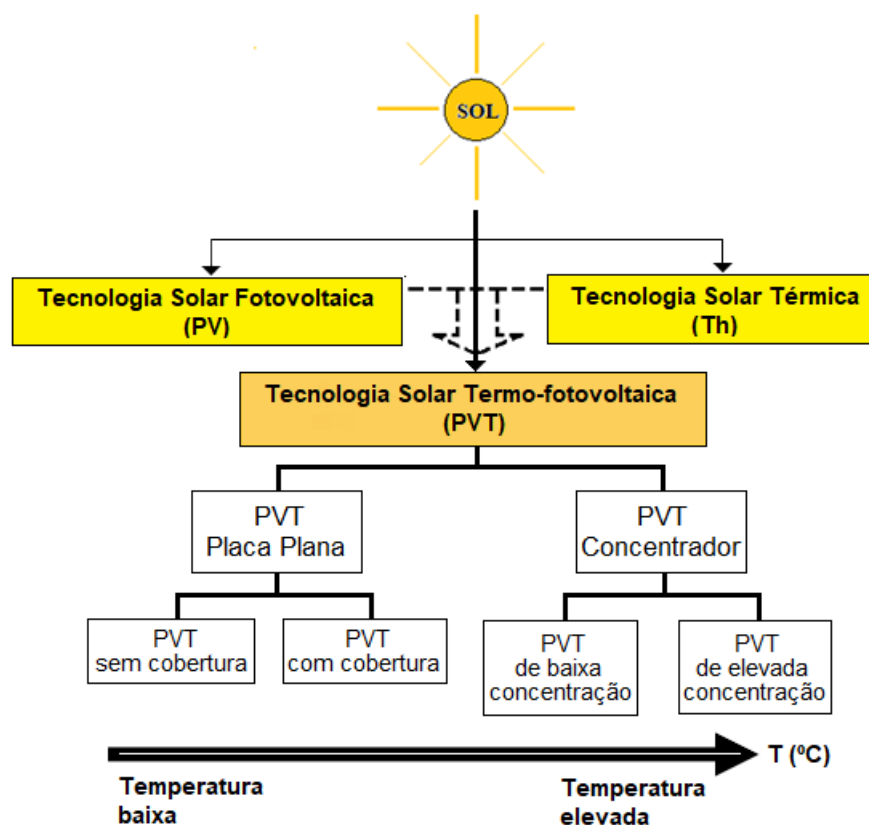 SOL
Tecnologia Solar Fotovoltaica
(PV)
Tecnologia Solar Térmica
(Th)
Tecnologia Solar Termo-fotovoltaica
(PVT)
PVT
Placa Plana
PVT
Concentrador
PVT
sem cobertura
PVT
com cobertura
PVT
de baixa
concentração
PVT
de elevada
concentração
T (ºC)
Temperatura
baixa
Temperatura
elevada